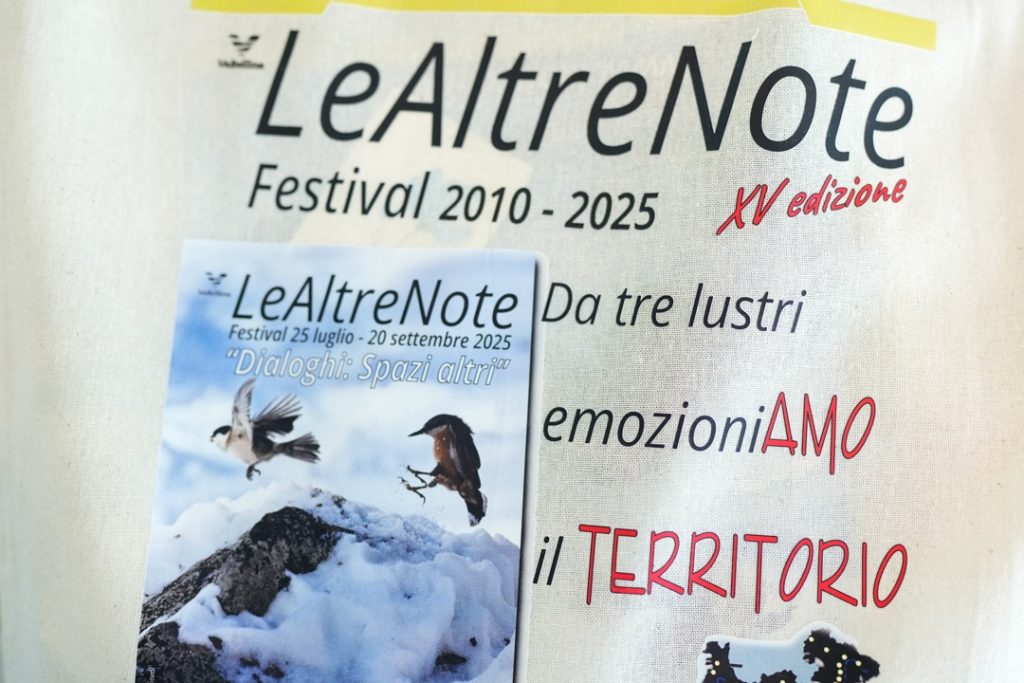 Valtellina
LeAltreNote
Festival 2010 - 2025
XV edizione
LeAltreNote
Festival 25 luglio - 20 settembre 2025
“Dialoghi: Spazi altri”
Da tre lustri
emozioniAMO
il TERRITORIO